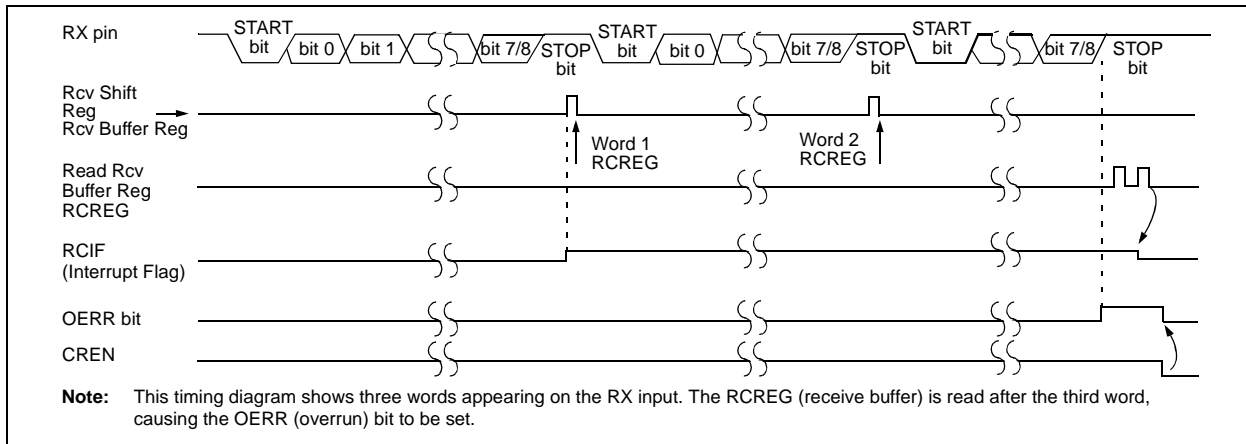 RX pin
START bit
bit 0
bit 1
bit 7/8
STOP bit
START bit
bit 0
bit 7/8
STOP bit
START bit
bit 7/8
STOP bit
Rcv Shift
Reg
Rcv Buffer Reg
Word 1
RCREG
Word 2
RCREG
Read Rcv
Buffer Reg
RCREG
RCIF
(Interrupt Flag)
OERR bit
CREN
Note: This timing diagram shows three words appearing on the RX input. The RCREG (receive buffer) is read after the third word,
causing the OERR (overrun) bit to be set.